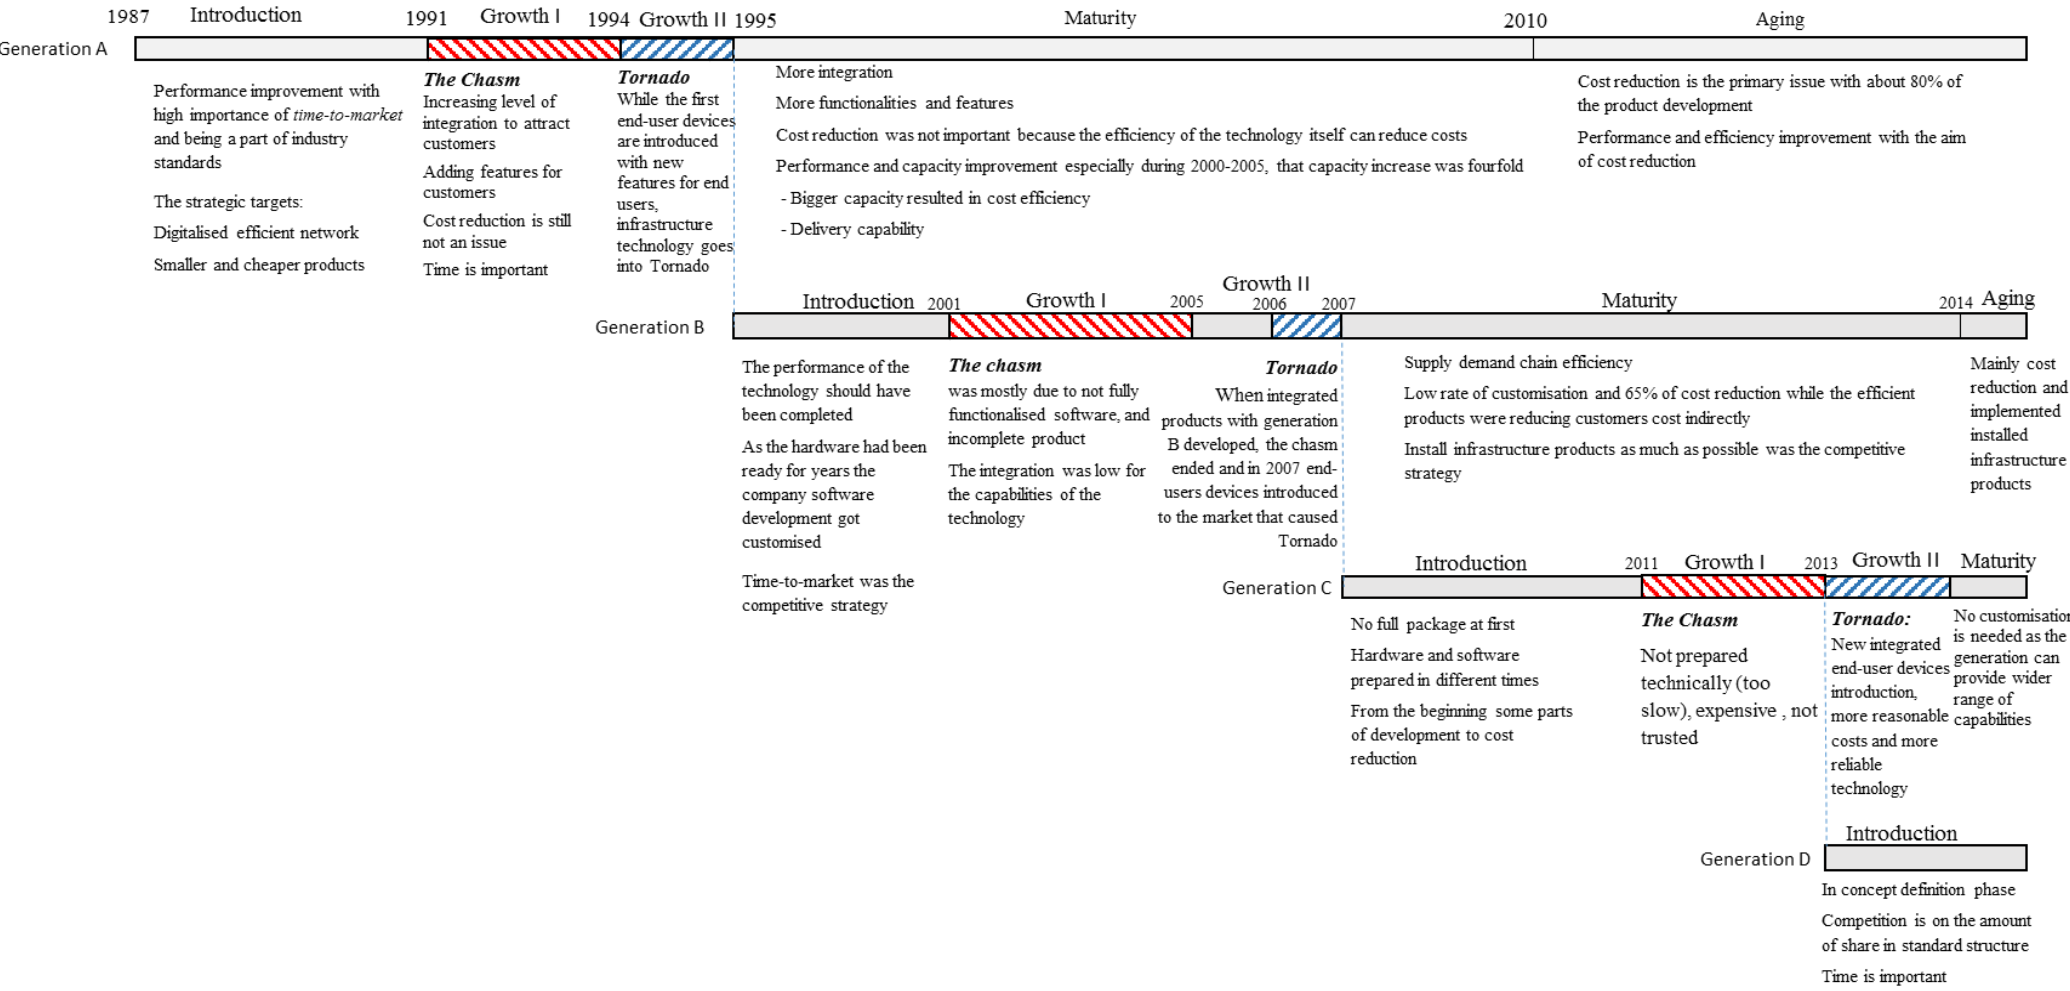 1987 Introduction 1991 Growth I 1994 Growth II 1995 Maturity 2010 Aging
Generation A
Performance improvement with
high importance of time-to-market
and being a part of industry
standards
The strategic targets:
Digitalised efficient network
Smaller and cheaper products
The Chasm
Increasing level of
integration to attract
customers
Adding features for
customers
Cost reduction is still
not an issue
Time is important
Tornado
While the first
end-user devices
are introduced
with new
features for end
users,
infrastructure
technology goes
into Tornado
More integration
More functionalities and features
Cost reduction was not important because the efficiency of the technology itself can reduce costs
Performance and capacity improvement especially during 2000-2005, that capacity increase was fourfold
- Bigger capacity resulted in cost efficiency
- Delivery capability
Cost reduction is the primary issue with about 80% of
the product development
Performance and efficiency improvement with the aim
of cost reduction
Introduction 2001 Growth I 2005 2006 Growth II 2007 Maturity 2014 Aging
Generation B
The performance of the
technology should have
been completed
As the hardware had been
ready for years the
company software
development got
customised
Time-to-market was the
competitive strategy
The chasm
was mostly due to not fully
functionalised software, and
incomplete product
The integration was low for
the capabilities of the
technology
Tornado
When integrated
products with generation
B developed, the chasm
ended and in 2007 end-
users devices introduced
to the market that caused
Tornado
Supply demand chain efficiency
Low rate of customisation and 65% of cost reduction while the efficient
products were reducing customers cost indirectly
Install infrastructure products as much as possible was the competitive
strategy
Mainly cost
reduction and
implemented
installed
infrastructure
products
Introduction 2011 Growth I 2013 Growth II Maturity
Generation C
No full package at first
Hardware and software
prepared in different times
From the beginning some parts
of development to cost
reduction
The Chasm
Not prepared
technically (too
slow), expensive , not
trusted
Tornado:
New integrated
end-user devices
introduction,
more reasonable
costs and more
reliable
technology
No customisation
is needed as the
generation can
provide wider
range of
capabilities
Introduction
Generation D
In concept definition phase
Competition is on the amount
of share in standard structure
Time is important